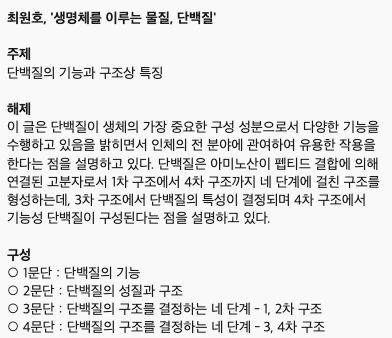 최원호, '생명체를 이루는 물질, 단백질'
주제
단백질의 기능과 구조상 특징
해제
이 글은 단백질이 생체의 가장 중요한 구성 성분으로서 다양한 기능을
수행하고 있음을 밝히면서 인체의 전 분야에 관여하여 유용한 작용을
한다는 점을 설명하고 있다. 단백질은 아미노산이 펩티드 결합에 의해
연결된 고분자로서 1차 구조에서 4차 구조까지 네 단계에 걸친 구조를
형성하는데, 3차 구조에서 단백질의 특성이 결정되며 4차 구조에서
기능성 단백질이 구성된다는 점을 설명하고 있다.
구성
○ 1문단 : 단백질의 기능
○ 2문단 : 단백질의 성질과 구조
○ 3문단 : 단백질의 구조를 결정하는 네 단계 - 1, 2차 구조
○ 4문단 : 단백질의 구조를 결정하는 네 단계 - 3, 4차 구조